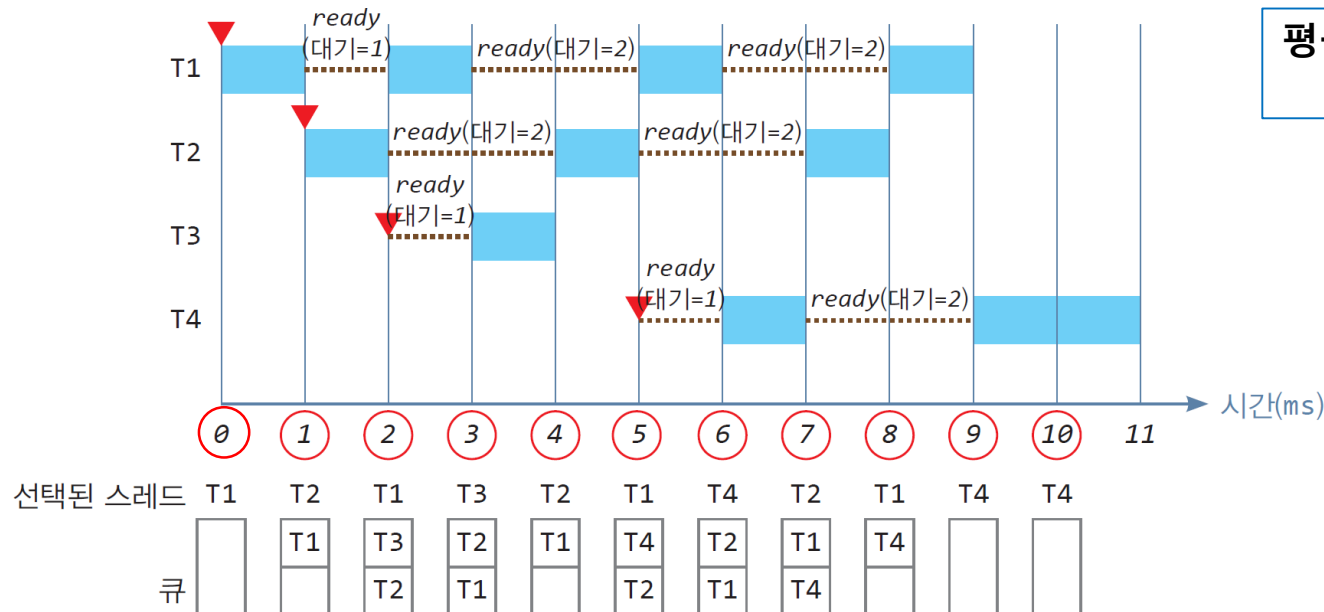 ready
(대기=1)
ready(대기=2)
ready(대기=2)
T1
ready(대기=2)
ready(대기=2)
T2
ready
(대기=1)
T3
ready
(대기=1)
ready(대기=2)
T4
시간(ms)
0 1 2 3 4 5 6 7 8 9 10 11
선택된 스레드 T1 T2 T1 T3 T2 T1 T4 T2 T1 T4 T4
T1 T3 T2 T1 T4 T2 T1 T4
큐 T2 T1 T2 T1 T4